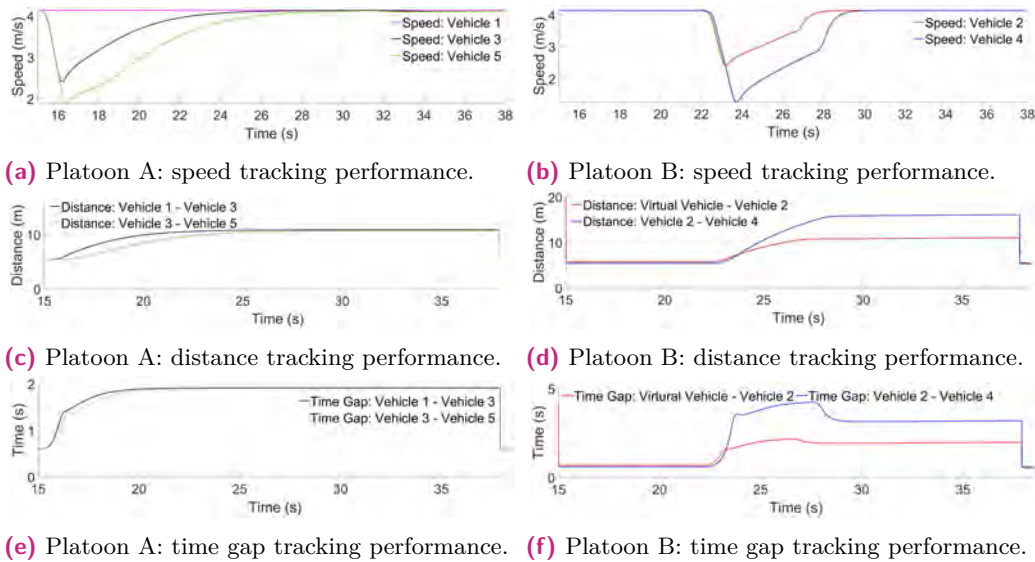 4
3
2
Speed (m/s)
Speed: Vehicle 1
Speed: Vehicle 3
Speed: Vehicle 5
16 18 20 22 24 26 28 30 32 34 36 38
Time (s)
(a) Platoon A: speed tracking performance.
4
3
2
Speed (m/s)
Speed: Vehicle 2
Speed: Vehicle 4
16 18 20 22 24 26 28 30 32 34 36 38
Time (s)
(b) Platoon B: speed tracking performance.
10
0
Distance (m)
Distance: Vehicle 1 - Vehicle 3
Distance: Vehicle 3 - Vehicle 5
15 20 25 30 35
Time (s)
(c) Platoon A: distance tracking performance.
20
10
0
Distance (m)
Distance: Virtual Vehicle - Vehicle 2
Distance: Vehicle 2 - Vehicle 4
15 20 25 30 35
Time (s)
(d) Platoon B: distance tracking performance.
2
1
0
Time (s)
Time Gap: Vehicle 1 - Vehicle 3
Time Gap: Vehicle 3 - Vehicle 5
15 20 25 30 35
Time (s)
(e) Platoon A: time gap tracking performance.
5
0
Time (s)
Time Gap: Virtural Vehicle - Vehicle 2 Time Gap: Vehicle 2 - Vehicle 4
15 20 25 30 35
Time (s)
(f) Platoon B: time gap tracking performance.